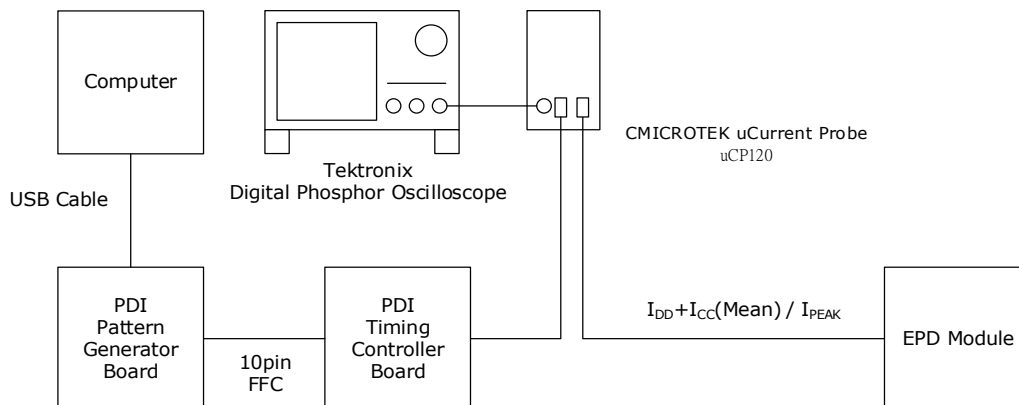 Computer
CMICROTEK uCurrent Probe
uCP120
Tektronix
Digital Phosphor Oscilloscope
USB Cable
PDI
Pattern
Generator
Board
10pin
FFC
PDI
Timing
Controller
Board
IDD+ICC(Mean) / IPEAK
EPD Module